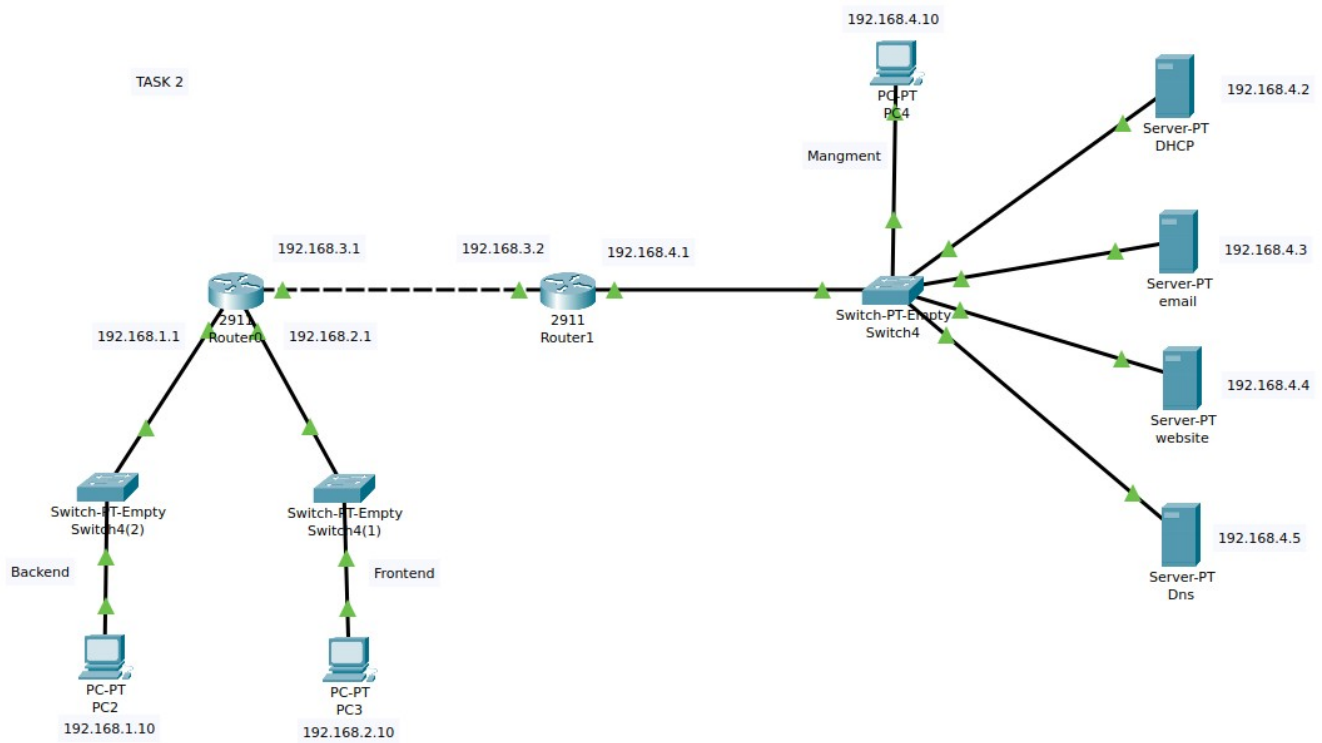 192.168.4.10
TASK 2
PC-PT
PC4
Mangment
192.168.4.2
Server-PT
DHCP
192.168.3.1
192.168.3.2
192.168.4.1
192.168.4.3
Server-PT
email
2911
Router0
192.168.1.1
192.168.2.1
2911
Router1
Switch-PT-Empty
Switch4
192.168.4.4
Server-PT
website
Switch-PT-Empty
Switch4(2)
Switch-PT-Empty
Switch4(1)
192.168.4.5
Server-PT
Dns
Backend
Frontend
PC-PT
PC2
192.168.1.10
PC-PT
PC3
192.168.2.10